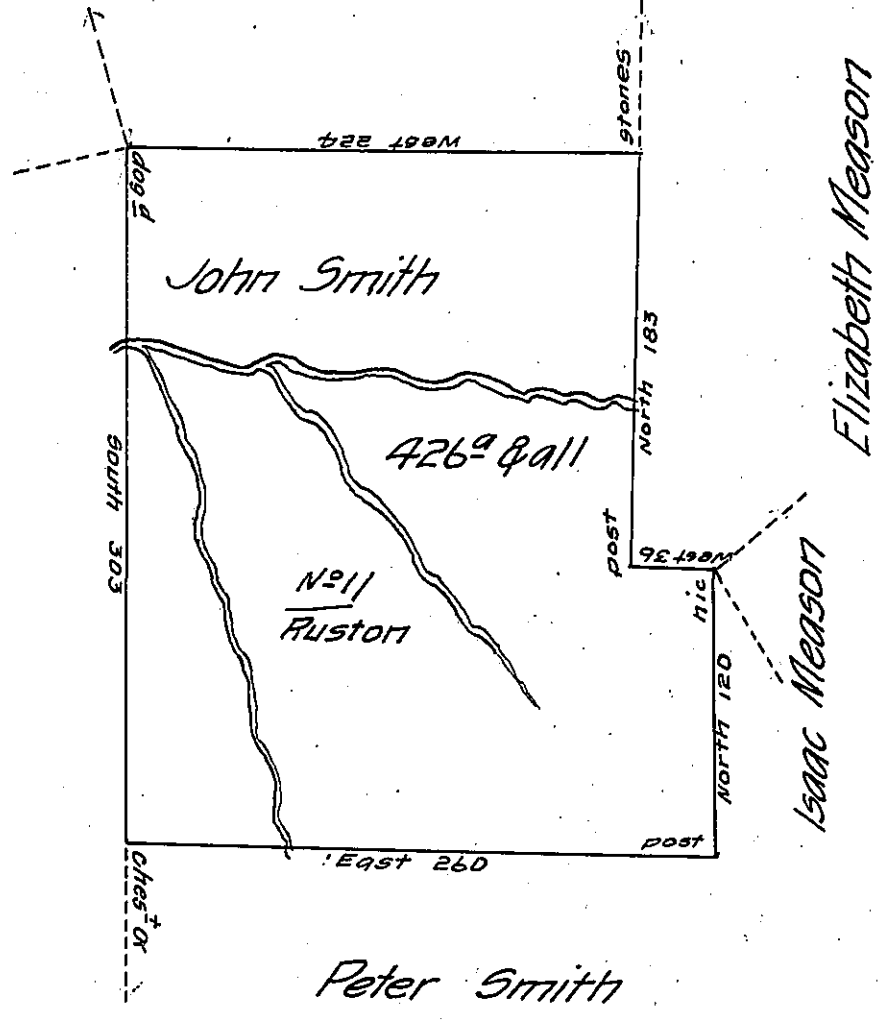 West 224
stones
dog d
John Smith
Elizabeth Meason
North 183
426a & all
South 303
post
West 36
No 11
Ruston
hic
Isaac Meason
North 120
East 260
post
ches t or
Peter Smith